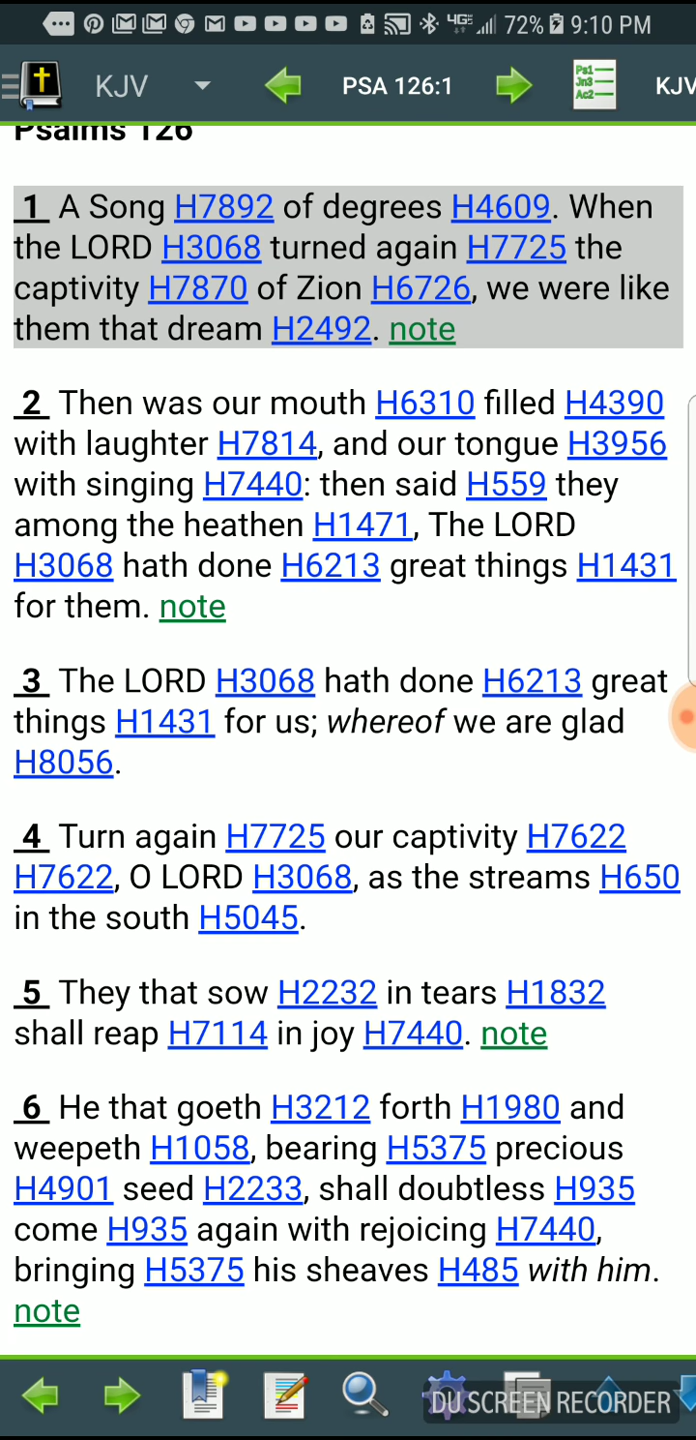 4GE 72% 9:10 PM
KJV PSA 126:1 Ps1 Jn3 Ac2 KJV
Psalms 126
1 A Song H7892 of degrees H4609. When
the LORD H3068 turned again H7725 the
captivity H7870 of Zion H6726, we were like
them that dream H2492. note
2 Then was our mouth H6310 filled H4390
with laughter H7814, and our tongue H3956
with singing H7440: then said H559 they
among the heathen H1471, The LORD
H3068 hath done H6213 great things H1431
for them. note
3 The LORD H3068 hath done H6213 great
things H1431 for us; whereof we are glad
H8056.
4 Turn again H7725 our captivity H7622
H7622, O LORD H3068, as the streams H650
in the south H5045.
5 They that sow H2232 in tears H1832
shall reap H7114 in joy H7440. note
6 He that goeth H3212 forth H1980 and
weepeth H1058, bearing H5375 precious
H4901 seed H2233, shall doubtless H935
come H935 again with rejoicing H7440,
bringing H5375 his sheaves H485 with him.
note
DU SCREEN RECORDER